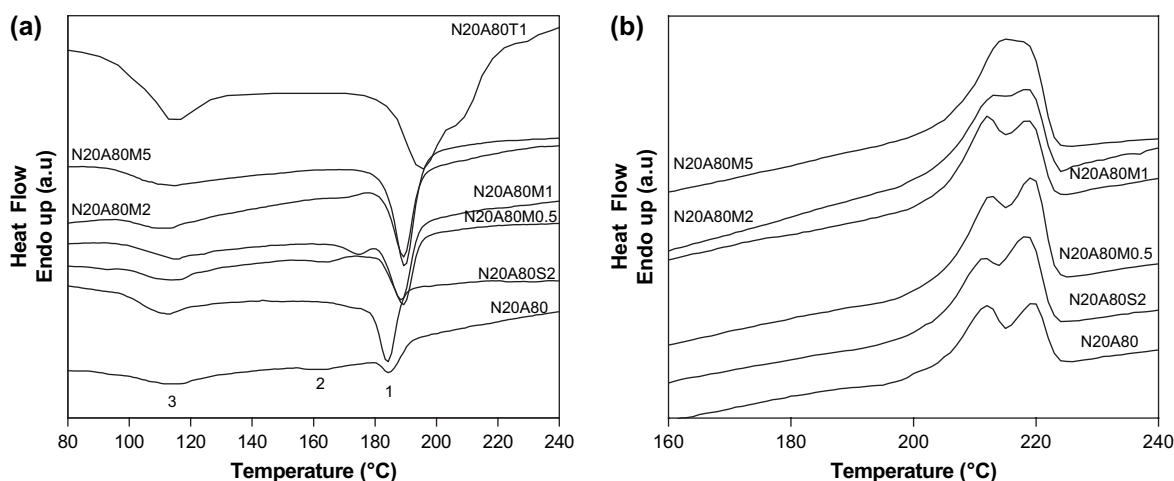 (a)
N20A80T1
N20A80M5
N20A80M2
N20A80M1
N20A80M0.5
N20A80S2
N20A80
3
2
1
Heat Flow
Endo up (a.u)
80 100 120 140 160 180 200 220 240
Temperature (°C)
(b)
N20A80M5
N20A80M2
N20A80M1
N20A80M0.5
N20A80S2
N20A80
Heat Flow
Endo up (a.u)
160 180 200 220 240
Temperature (°C)